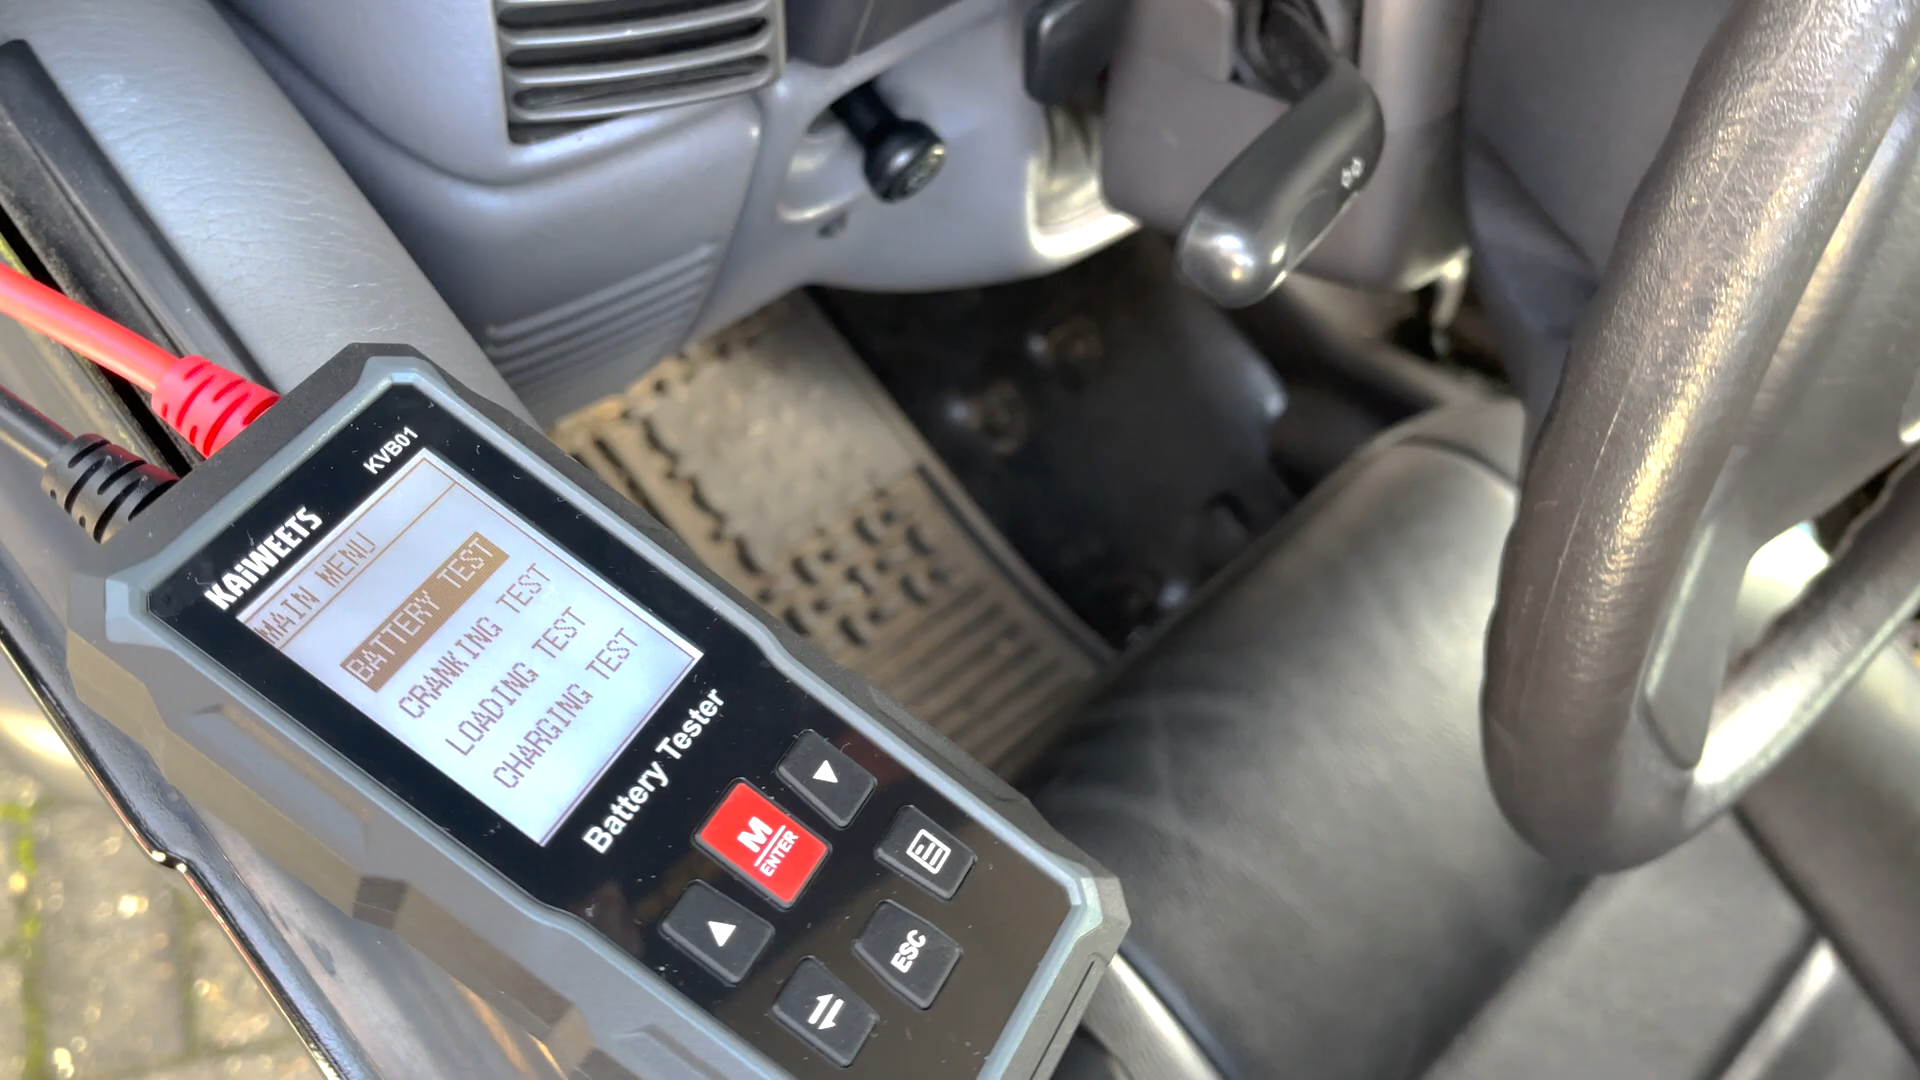 KAiWEETS KVB01
MAIN MENU
BATTERY TEST
CRANKING TEST
LOADING TEST
CHARGING TEST
Battery Tester
M
ENTER
ESC